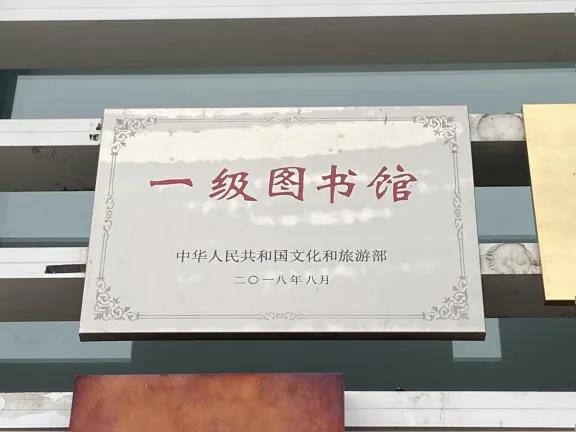 一级图书馆
中华人民共和国文化和旅游部
二〇一八年八月